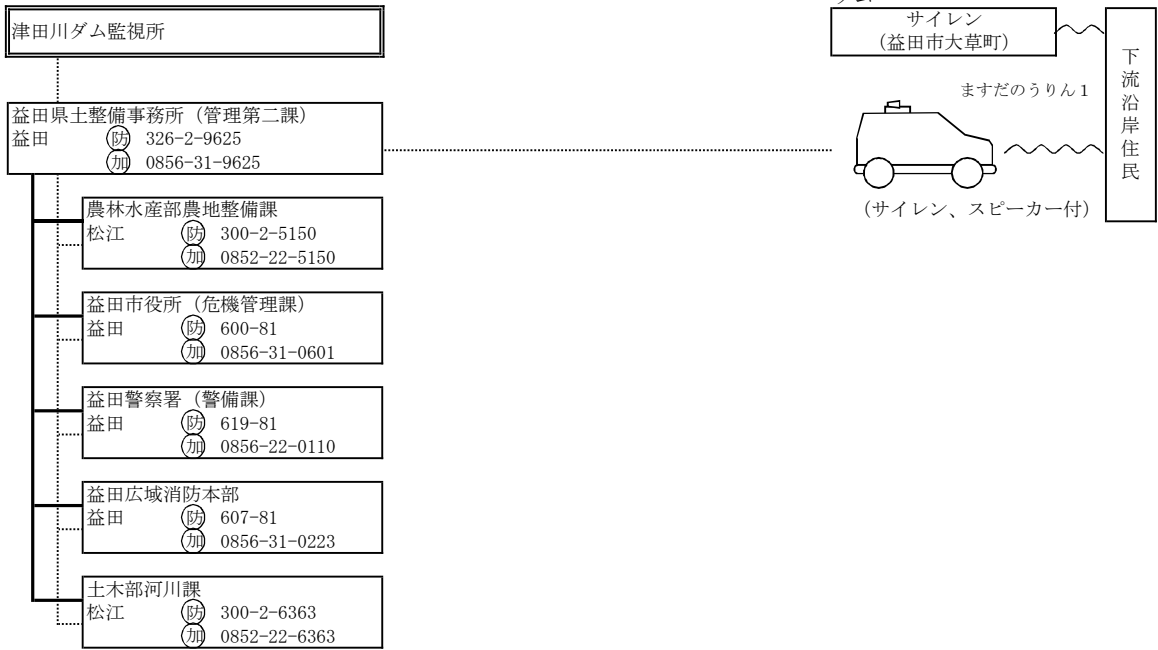 津田川ダム監視所
益田県土整備事務所（管理第二課）
益田 防 326-2-9625
加 0856-31-9625
農林水産部農地整備課
松江 防 300-2-5150
加 0852-22-5150
益田市役所（危機管理課）
益田 防 600-81
加 0856-31-0601
益田警察署（警備課）
益田 防 619-81
加 0856-22-0110
益田広域消防本部
益田 防 607-81
加 0856-31-0223
土木部河川課
松江 防 300-2-6363
加 0852-22-6363
サイレン
（益田市大草町）
ますだのうりん１
（サイレン、スピーカー付）
下流沿岸住民